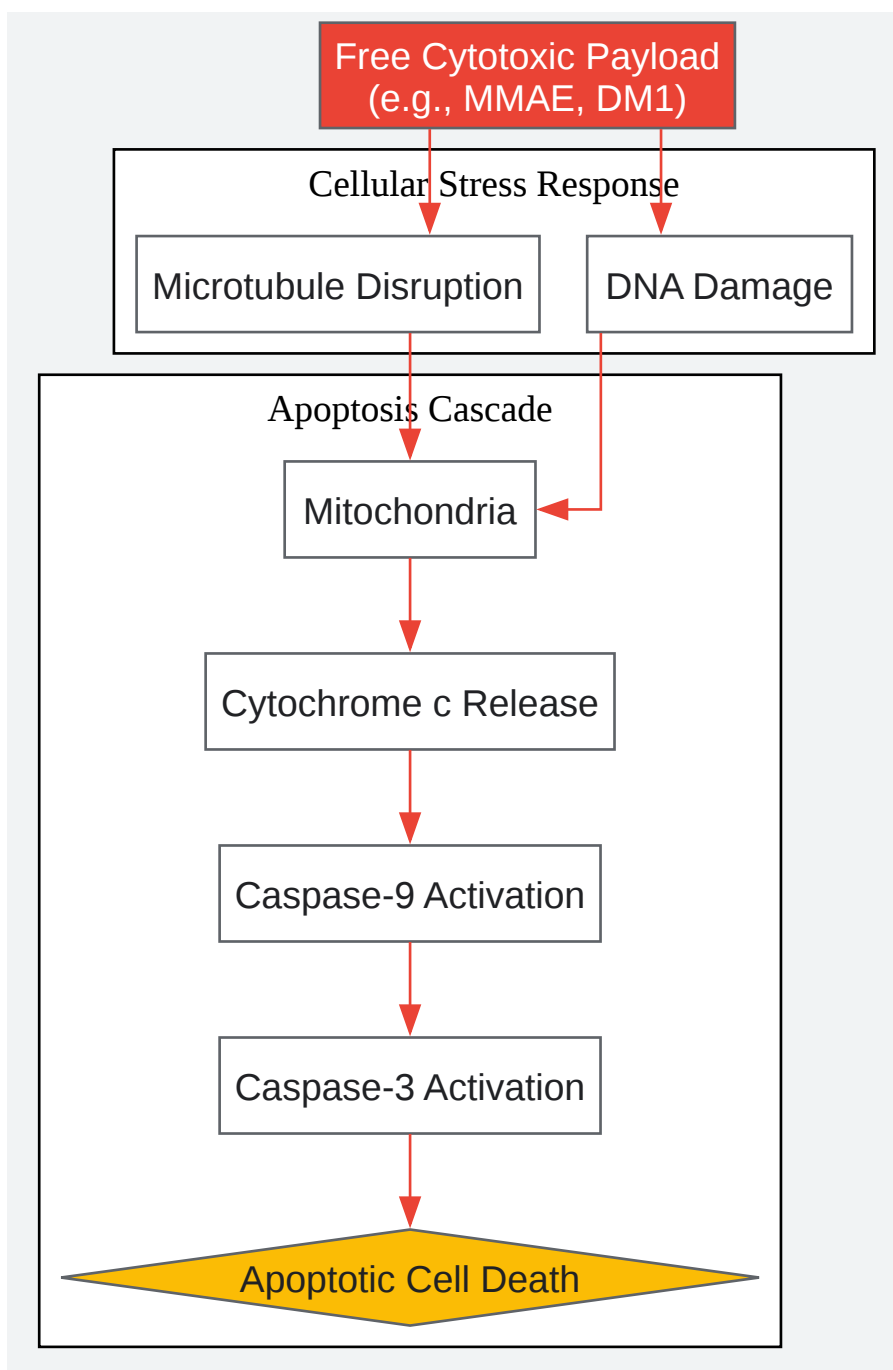 Free Cytotoxic Payload
(e.g., MMAE, DM1)
Cellular Stress Response
Microtubule Disruption
DNA Damage
Apoptosis Cascade
Mitochondria
Cytochrome c Release
Caspase-9 Activation
Caspase-3 Activation
Apoptotic Cell Death